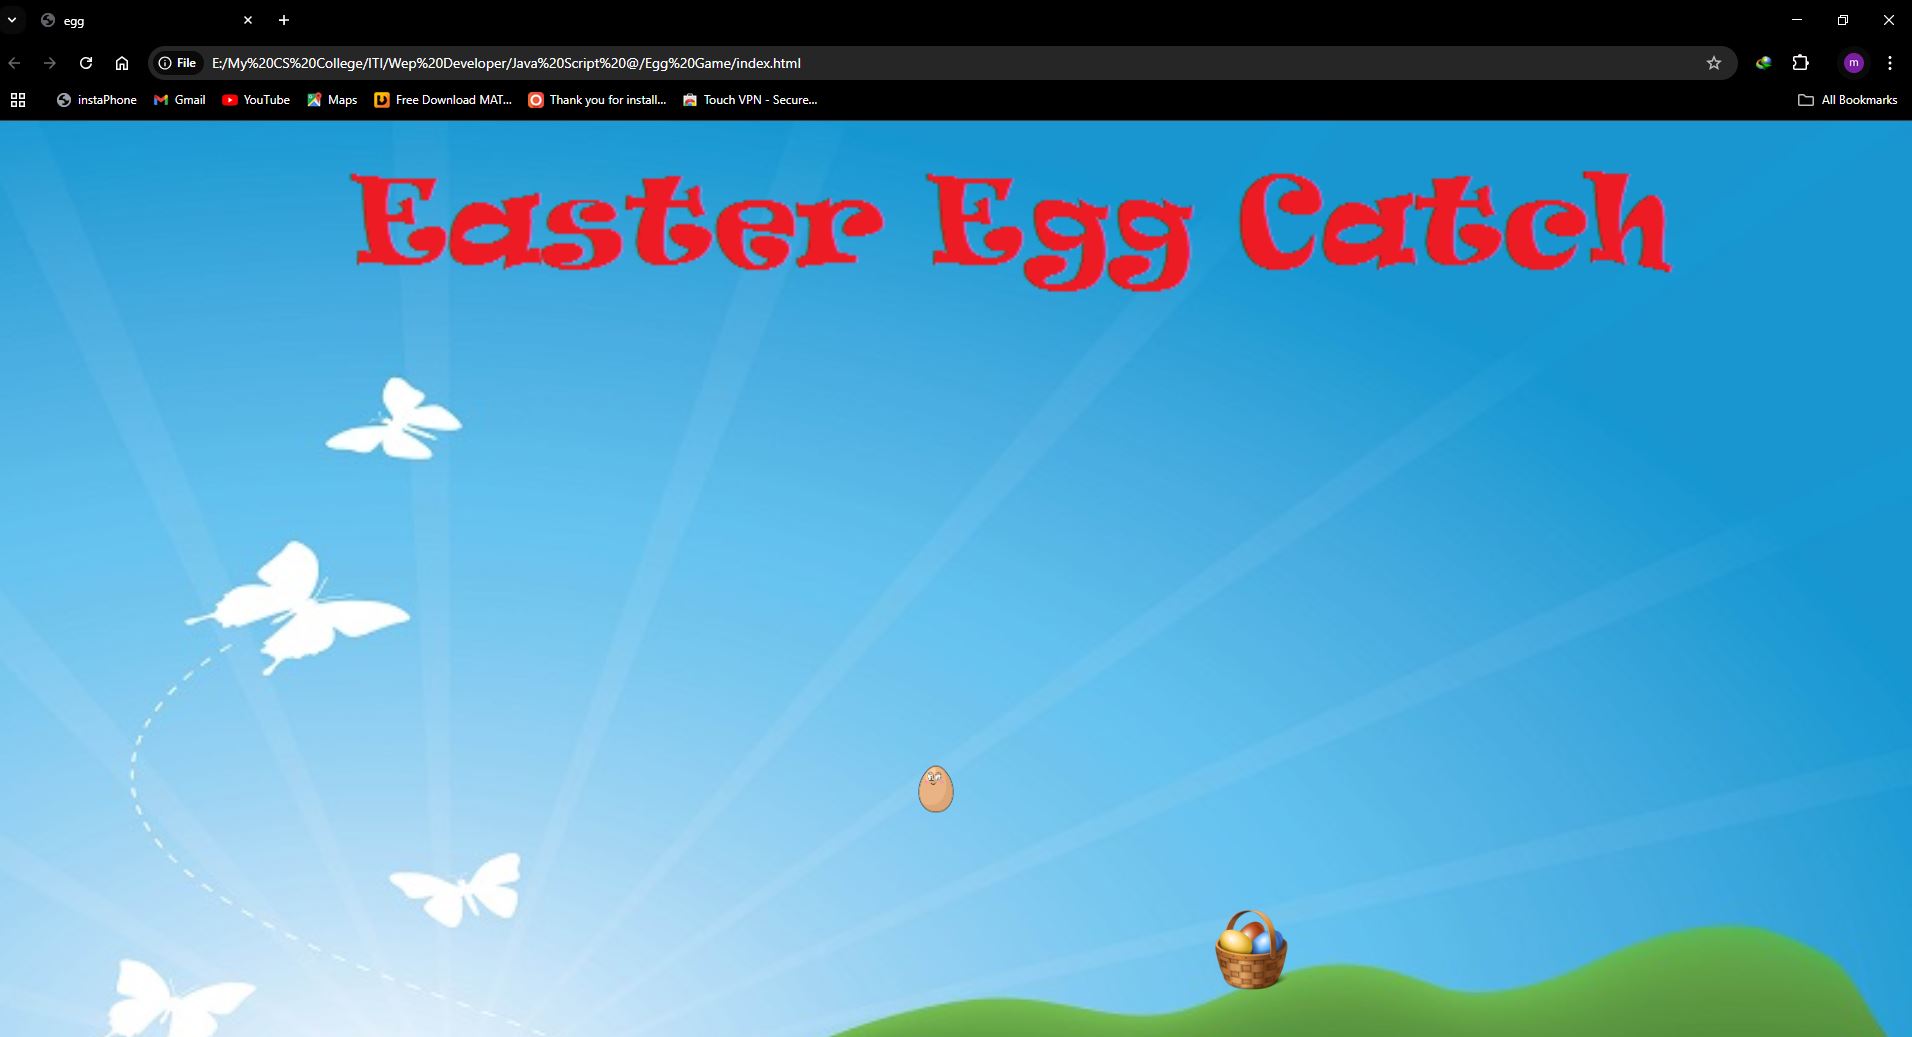 egg
File E:/My%20CS%20College/ITI/Wep%20Developer/Java%20Script%20@/Egg%20Game/index.html
m
instaPhone Gmail YouTube Maps Free Download MAT... Thank you for install... Touch VPN - Secure... All Bookmarks
Easter Egg Catch